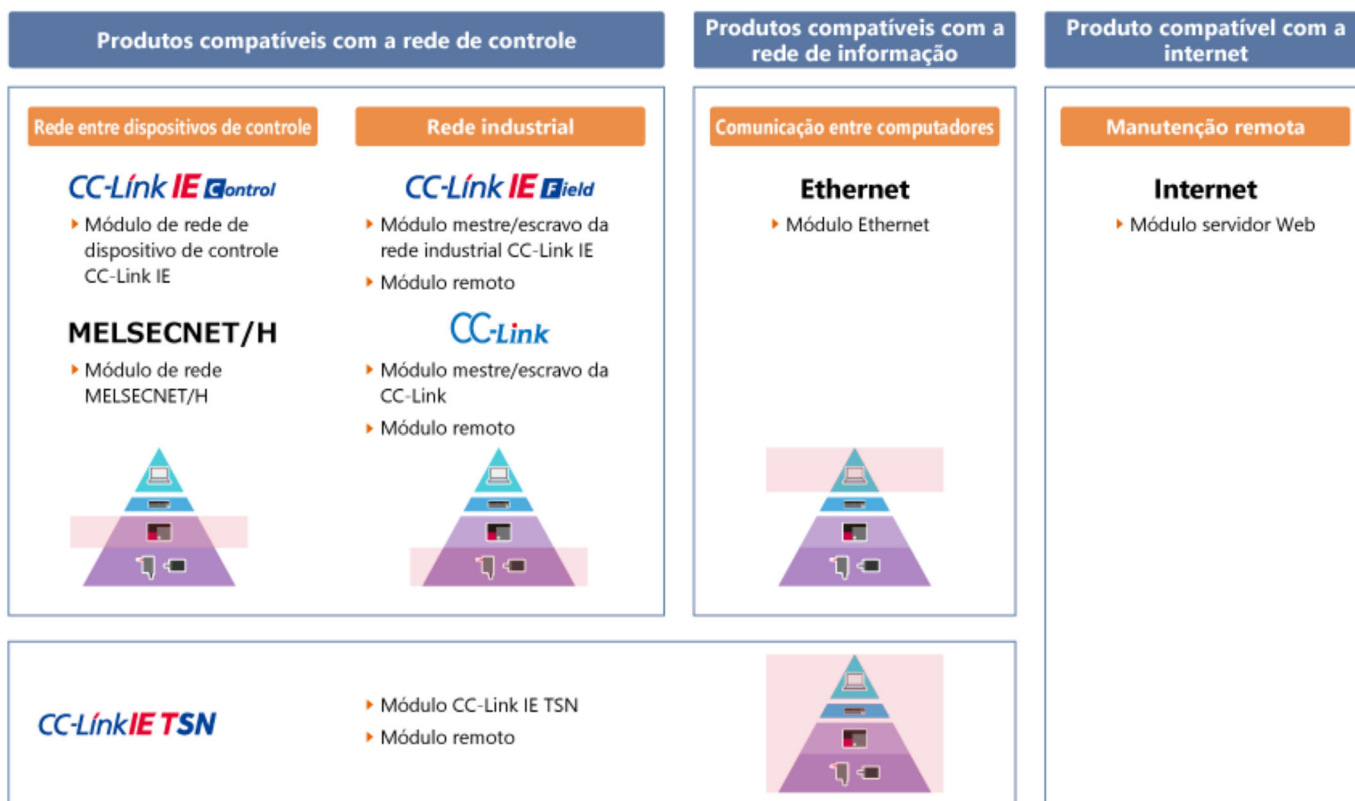 Produtos compatíveis com a rede de controle
Produtos compatíveis com a
rede de informação
Produto compatível com a
internet
Rede entre dispositivos de controle
Rede industrial
Comunicação entre computadores
Manutenção remota
CC-Link IE Control
Módulo de rede de
dispositivo de controle
CC-Link IE
CC-Link IE Field
Módulo mestre/escravo da
rede industrial CC-Link IE
Módulo remoto
Ethernet
Módulo Ethernet
Internet
Módulo servidor Web
MELSECNET/H
Módulo de rede
MELSECNET/H
CC-Link
Módulo mestre/escravo da
CC-Link
Módulo remoto
CC-Link IE TSN
Módulo CC-Link IE TSN
Módulo remoto